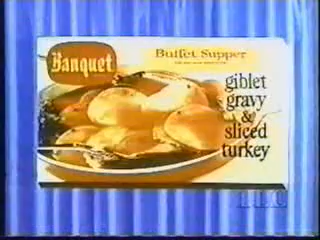 Banquet
Buffet Supper
giblet
gravy
&
sliced
turkey